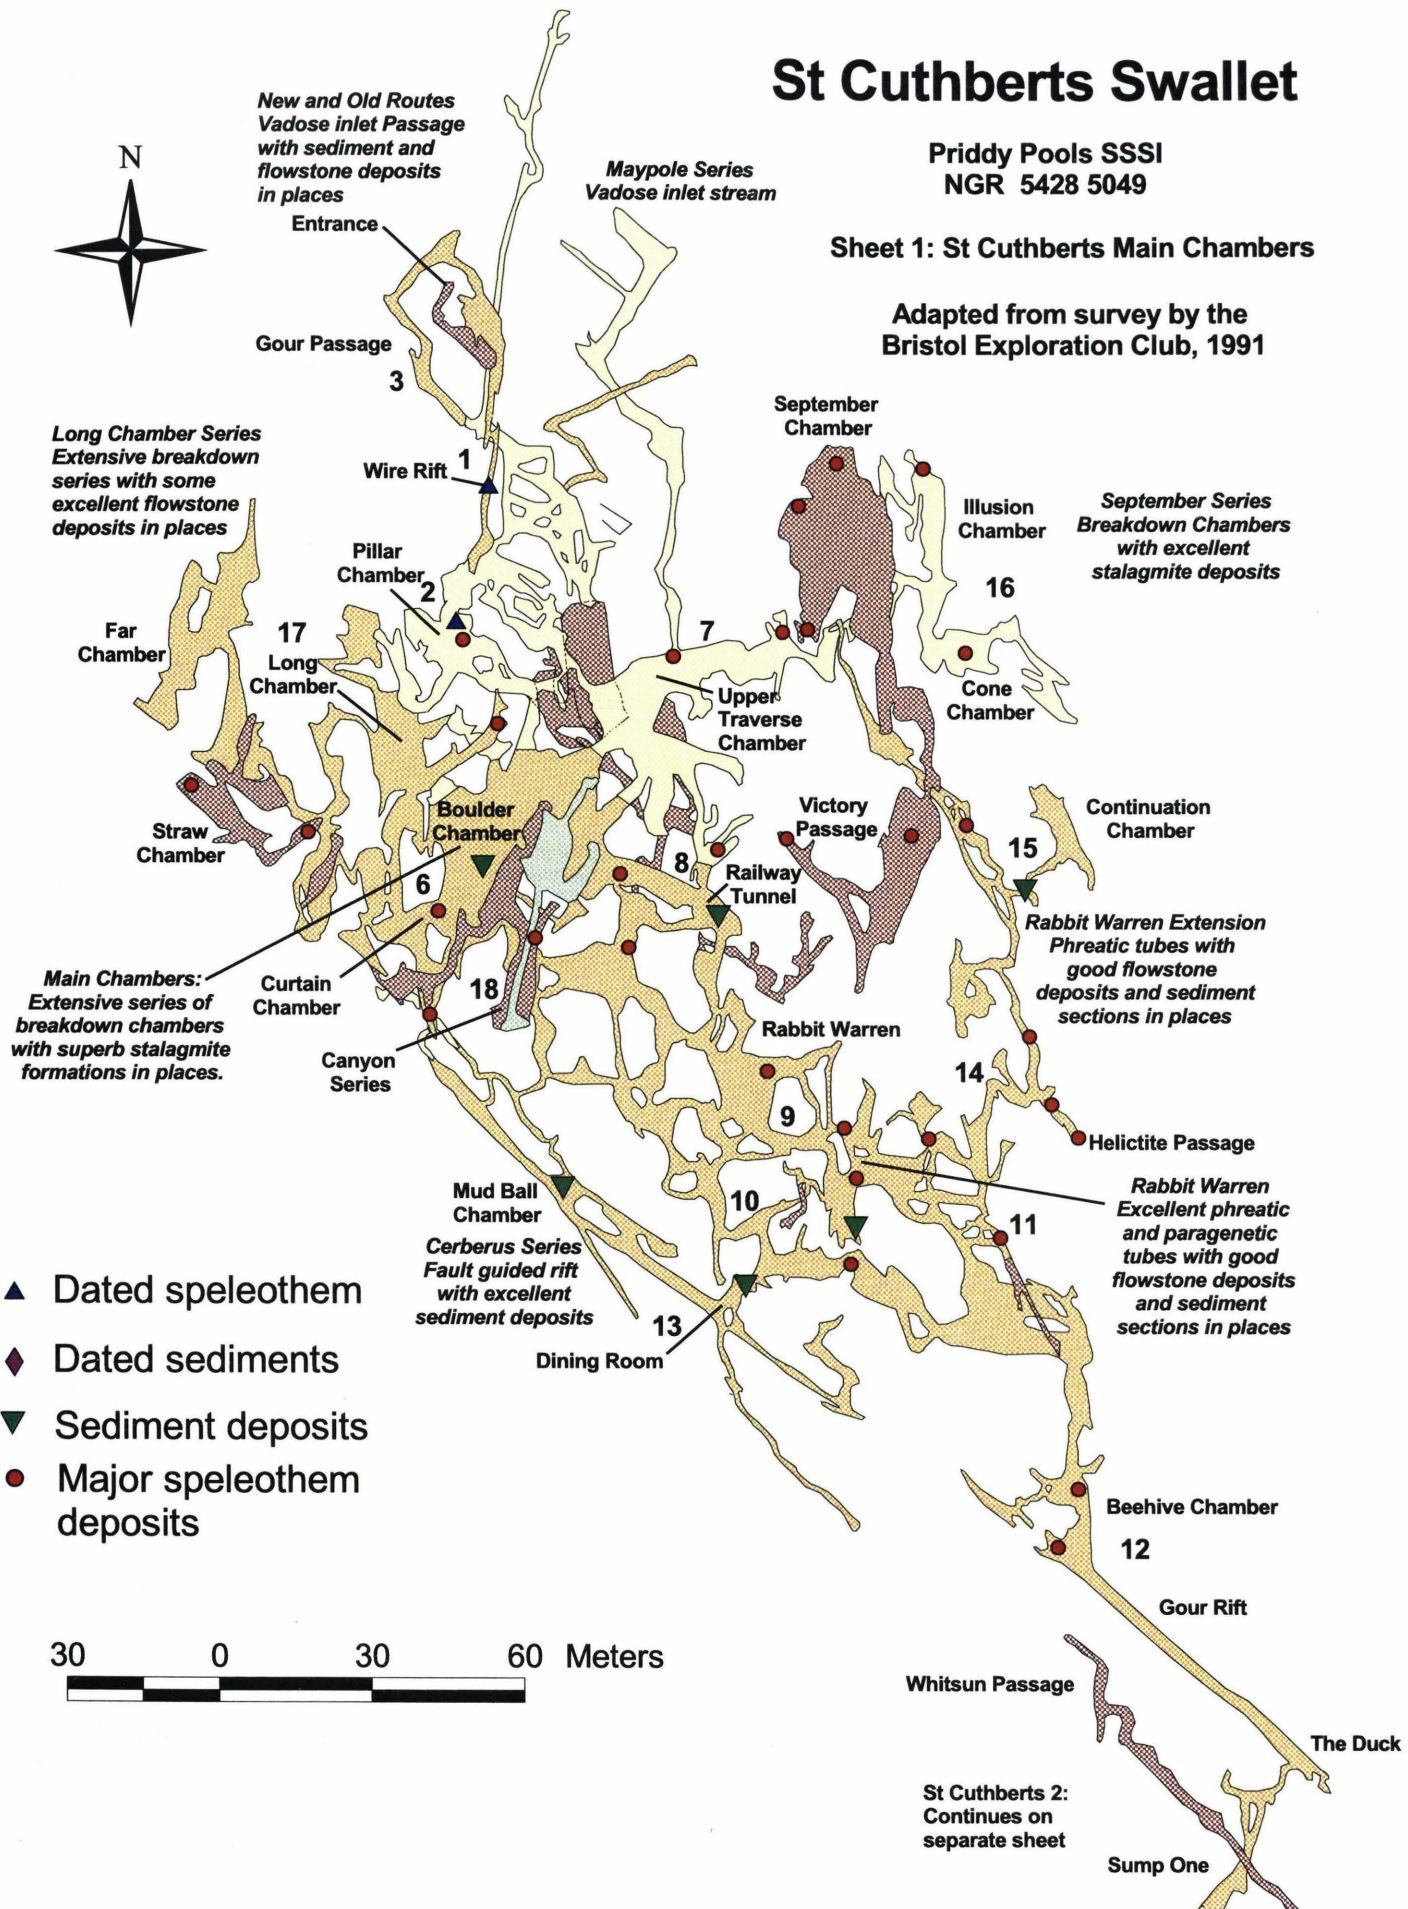 St Cuthberts Swallet
Priddy Pools SSSI
NGR 5428 5049
Sheet 1: St Cuthberts Main Chambers
Adapted from survey by the
Bristol Exploration Club, 1991
New and Old Routes
Vadose inlet Passage
with sediment and
flowstone deposits
in places
Entrance
N
Maypole Series
Vadose inlet stream
Gour Passage
3
September
Chamber
Long Chamber Series
Extensive breakdown
series with some
excellent flowstone
deposits in places
1
Wire Rift
Illusion
Chamber
September Series
Breakdown Chambers
with excellent
stalagmite deposits
16
Pillar
Chamber
2
Far
Chamber
17
Long
Chamber
7
Upper
Traverse
Chamber
Cone
Chamber
Straw
Chamber
Boulder
Chamber
6
8
Railway
Tunnel
Victory
Passage
Continuation
Chamber
15
Rabbit Warren Extension
Phreatic tubes with
good flowstone
deposits and sediment
sections in places
Main Chambers:
Extensive series of
breakdown chambers
with superb stalagmite
formations in places.
Curtain
Chamber
18
Canyon
Series
Rabbit Warren
9
14
Helictite Passage
Mud Ball
Chamber
10
11
Rabbit Warren
Excellent phreatic
and paragenetic
tubes with good
flowstone deposits
and sediment
sections in places
Cerberus Series
Fault guided rift
with excellent
sediment deposits
13
Dining Room
Dated speleothem
Dated sediments
Sediment deposits
Major speleothem
deposits
Beehive Chamber
12
Gour Rift
30 0 30 60 Meters
Whitsun Passage
The Duck
St Cuthberts 2:
Continues on
separate sheet
Sump One